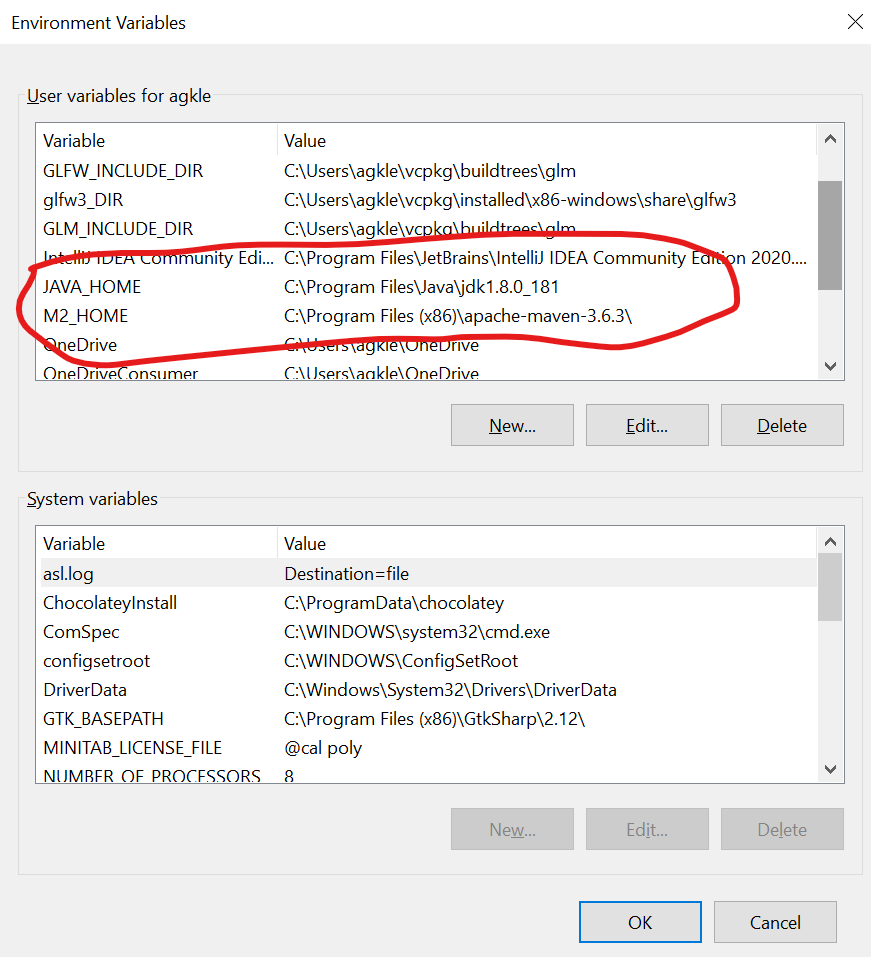 Environment Variables
User variables for agkle
Variable Value
GLFW_INCLUDE_DIR C:\Users\agkle\vcpkg\buildtrees\glm
glfw3_DIR C:\Users\agkle\vcpkg\installed\x86-windows\share\glfw3
GLM_INCLUDE_DIR C:\Users\agkle\vcpkg\buildtrees\glm
IntelliJ IDEA Community Edi... C:\Program Files\JetBrains\IntelliJ IDEA Community Edition 2020....
JAVA_HOME C:\Program Files\Java\jdk1.8.0_181
M2_HOME C:\Program Files (x86)\apache-maven-3.6.3\
OneDrive C:\Users\agkle\OneDrive
OneDriveConsumer C:\Users\agkle\OneDrive
New... Edit... Delete
System variables
Variable Value
asl.log Destination=file
ChocolateyInstall C:\ProgramData\chocolatey
ComSpec C:\WINDOWS\system32\cmd.exe
configsetroot C:\WINDOWS\ConfigSetRoot
DriverData C:\Windows\System32\Drivers\DriverData
GTK_BASEPATH C:\Program Files (x86)\GtkSharp\2.12\
MINITAB_LICENSE_FILE @cal poly
NUMBER_OF_PROCESSORS 8
New... Edit... Delete
OK Cancel